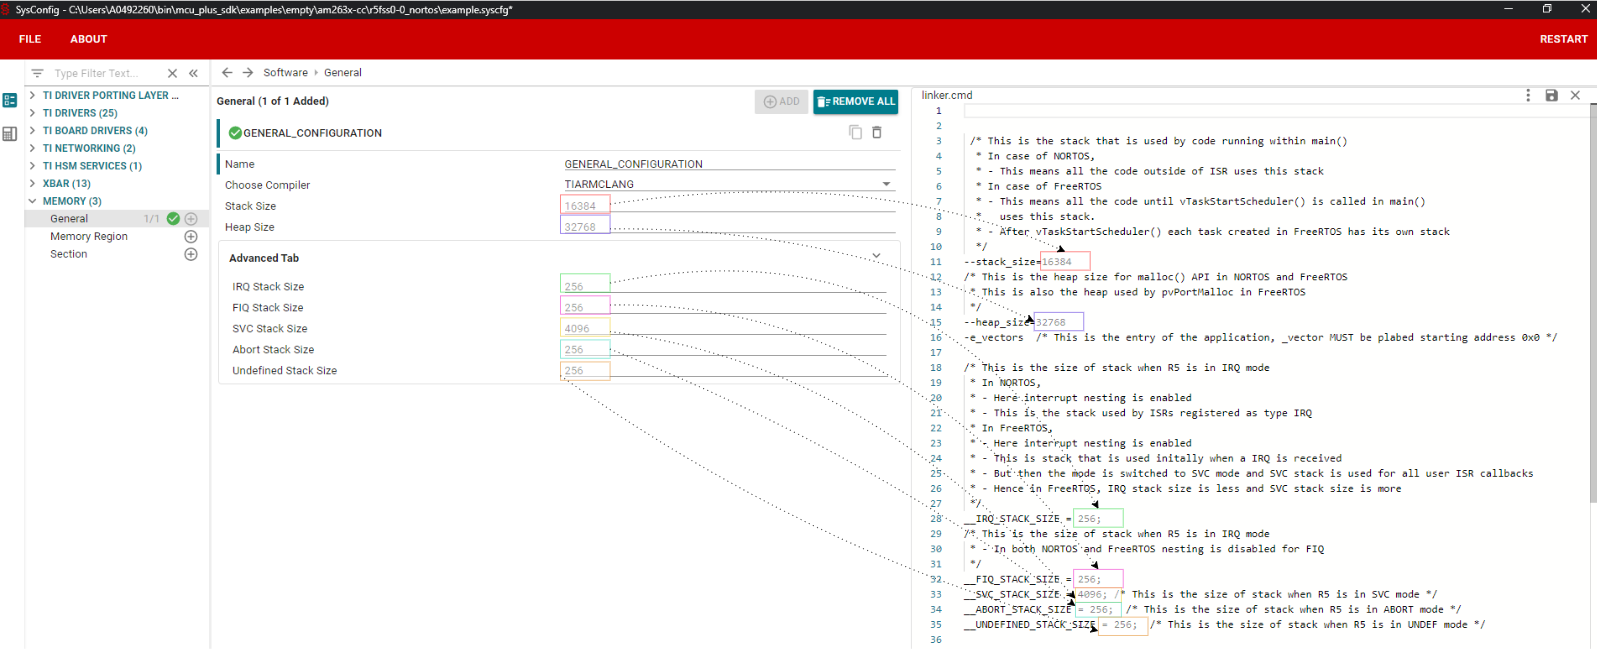 SysConfig - C:\Users\A0492260\bin\mcu_plus_sdk\examples\empty\am263x-cc\r5fss0-0_nortos\example.syscfg*
FILE ABOUT RESTART
Type Filter Text...
TI DRIVER PORTING LAYER ...
TI DRIVERS (25)
TI BOARD DRIVERS (4)
TI NETWORKING (2)
TI HSM SERVICES (1)
XBAR (13)
MEMORY (3)
General 1/1
Memory Region
Section
Software General
General (1 of 1 Added)
ADD
REMOVE ALL
GENERAL_CONFIGURATION
Name GENERAL_CONFIGURATION
Choose Compiler TIARMCLANG
Stack Size 16384
Heap Size 32768
Advanced Tab
IRQ Stack Size 256
FIQ Stack Size 256
SVC Stack Size 4096
Abort Stack Size 256
Undefined Stack Size 256
linker.cmd
1
2
3 /* This is the stack that is used by code running within main()
4 * In case of NORTOS,
5 * - This means all the code outside of ISR uses this stack
6 * In case of FreeRTOS
7 * - This means all the code until vTaskStartScheduler() is called in main()
8 * uses this stack.
9 * - After vTaskStartScheduler() each task created in FreeRTOS has its own stack
10 */
11 --stack_size=16384
12 /* This is the heap size for malloc() API in NORTOS and FreeRTOS
13 * This is also the heap used by pvPortMalloc in FreeRTOS
14 */
15 --heap_size=32768
16 -e_vectors /* This is the entry of the application, _vector MUST be plabed starting address 0x0 */
17
18 /* This is the size of stack when R5 is in IRQ mode
19 * In NORTOS,
20 * - Here interrupt nesting is enabled
21 * - This is the stack used by ISRs registered as type IRQ
22 * In FreeRTOS,
23 * - Here interrupt nesting is enabled
24 * - This is stack that is used initally when a IRQ is received
25 * - But then the mode is switched to SVC mode and SVC stack is used for all user ISR callbacks
26 * - Hence in FreeRTOS, IRQ stack size is less and SVC stack size is more
27 */
28 __IRQ_STACK_SIZE = 256;
29 /* This is the size of stack when R5 is in IRQ mode
30 * - In both NORTOS and FreeRTOS nesting is disabled for FIQ
31 */
32 __FIQ_STACK_SIZE = 256;
33 __SVC_STACK_SIZE = 4096; /* This is the size of stack when R5 is in SVC mode */
34 __ABORT_STACK_SIZE = 256; /* This is the size of stack when R5 is in ABORT mode */
35 __UNDEFINED_STACK_SIZE = 256; /* This is the size of stack when R5 is in UNDEF mode */
36